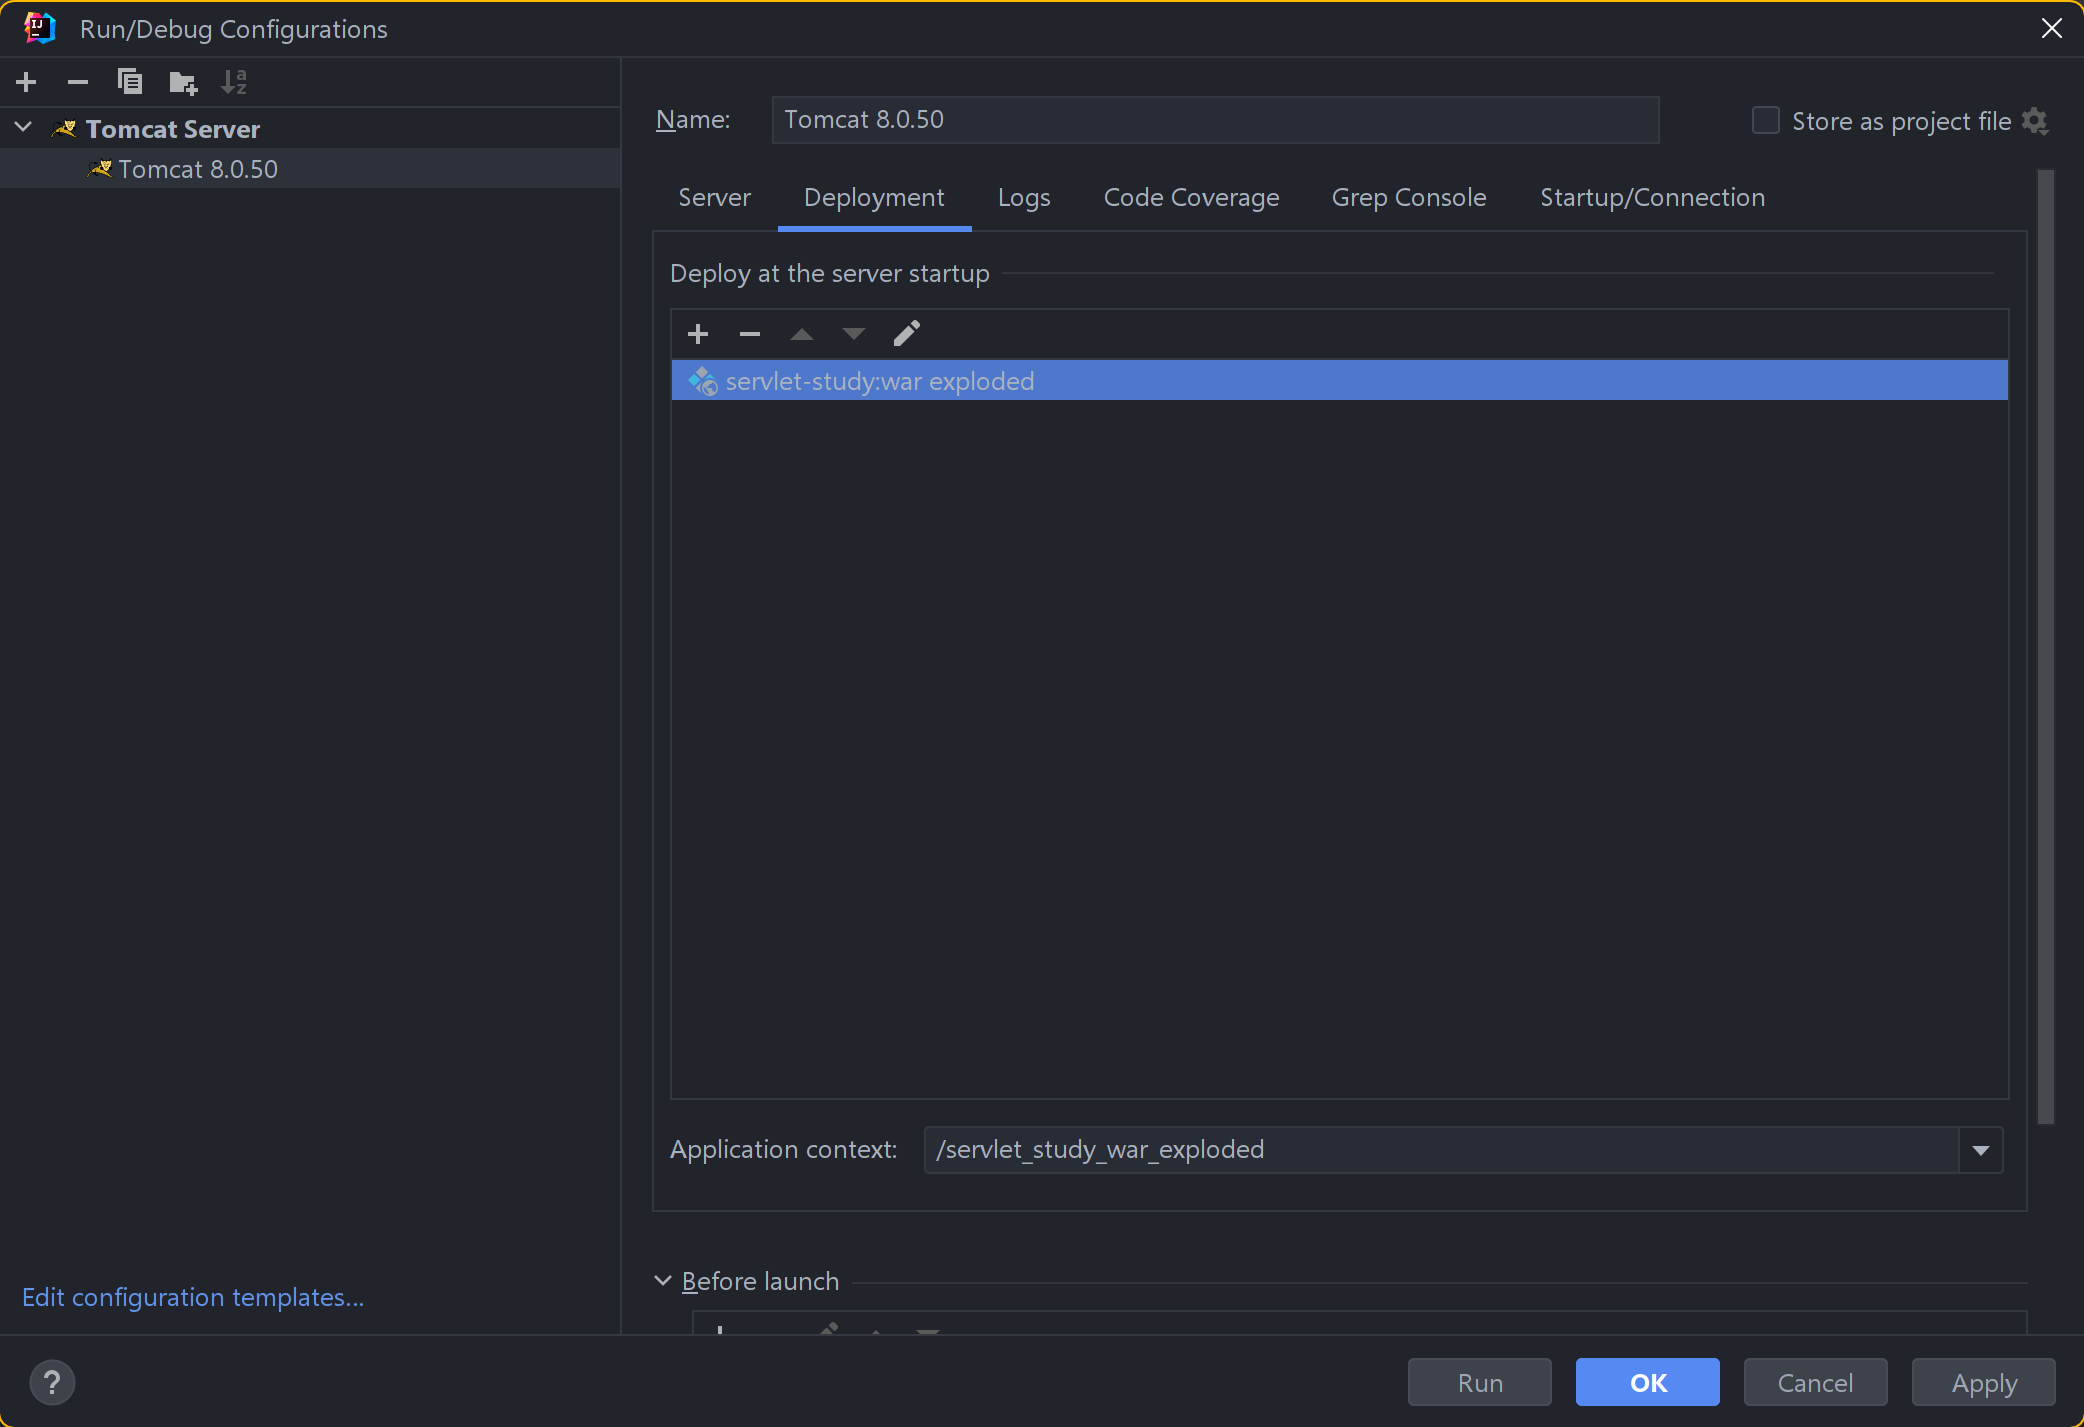 Run/Debug Configurations
Tomcat Server
Tomcat 8.0.50
Name: Tomcat 8.0.50 Store as project file
Server Deployment Logs Code Coverage Grep Console Startup/Connection
Deploy at the server startup
servlet-study:war exploded
Application context: /servlet_study_war_exploded
Before launch
Edit configuration templates...
? Run OK Cancel Apply